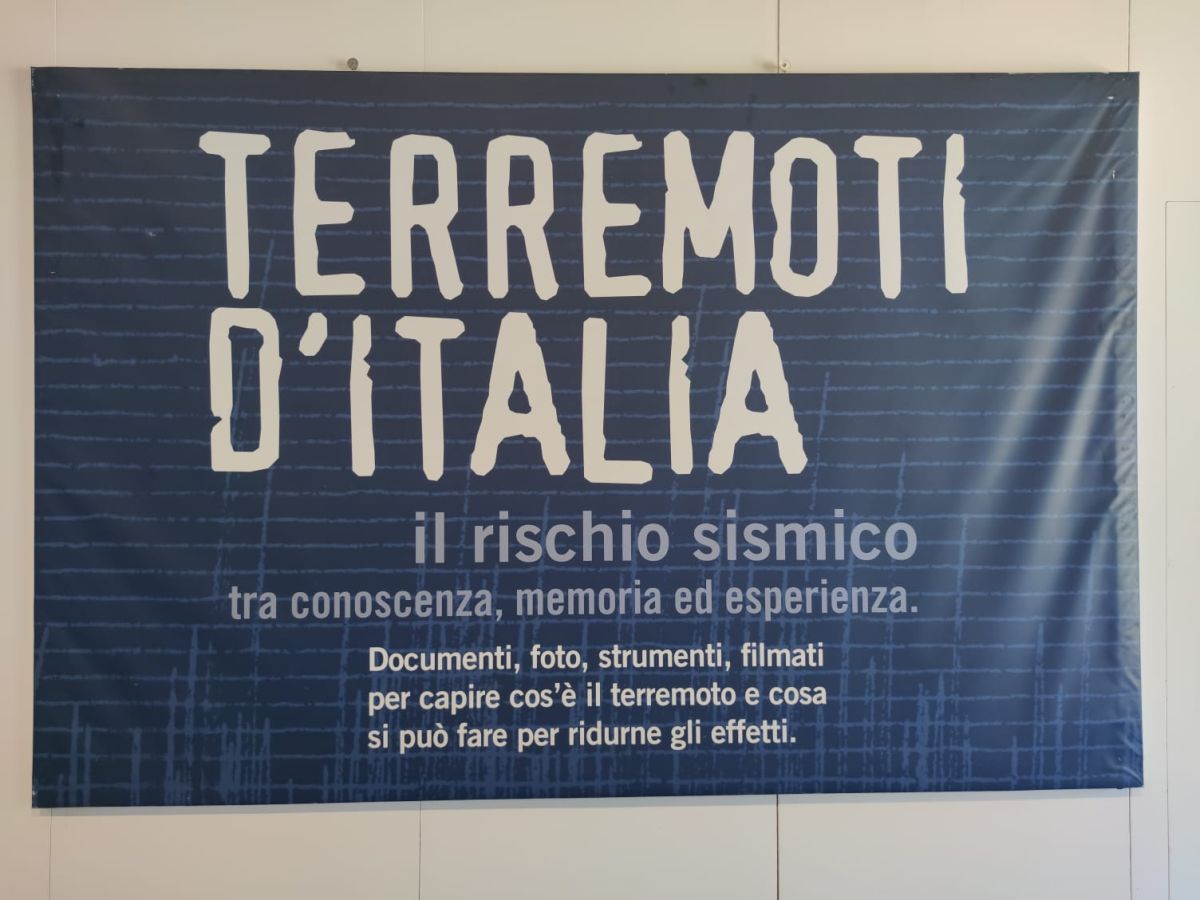 TERREMOTI
D'ITALIA
il rischio sismico
tra conoscenza, memoria ed esperienza.
Documenti, foto, strumenti, filmati
per capire cos'è il terremoto e cosa
si può fare per ridurne gli effetti.